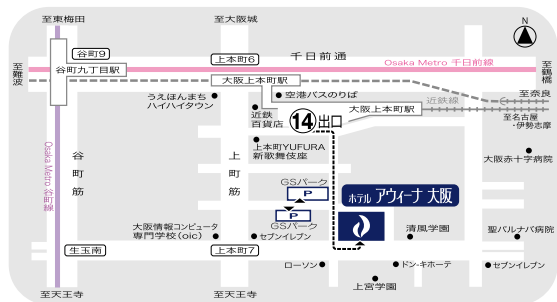 至東梅田
至大阪城
N
谷町9
上本町6
千日前通
Osaka Metro 千日前線
至難波
谷町九丁目駅
至鶴橋
大阪上本町駅
うえほんまち
ハイハイタウン
空港バスのりば
近鉄
百貨店
大阪上本町駅
近鉄線
至奈良
至名古屋
・伊勢志摩
14出口
上本町YUFURA
新歌舞伎座
大阪赤十字病院
Osaka Metro 谷町線
谷町筋
上町筋
GSパーク
P
P
GSパーク
ホテル アウィーナ 大阪
大阪情報コンピュータ
専門学校(oic)
セブンイレブン
清風学園
聖バルナバ病院
生玉南
上本町7
ローソン
ドン・キホーテ
セブンイレブン
上宮学園
至天王寺
至天王寺